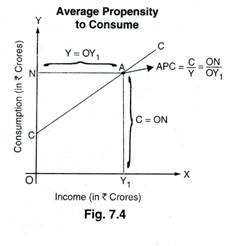 Average Propensity
to Consume
Y
Y = OY₁
C
N
A
APC = C/Y = ON/OY₁
Consumption (in ₹ Crores)
C = ON
C
O
Y₁
X
Income (in ₹ Crores)
Fig. 7.4